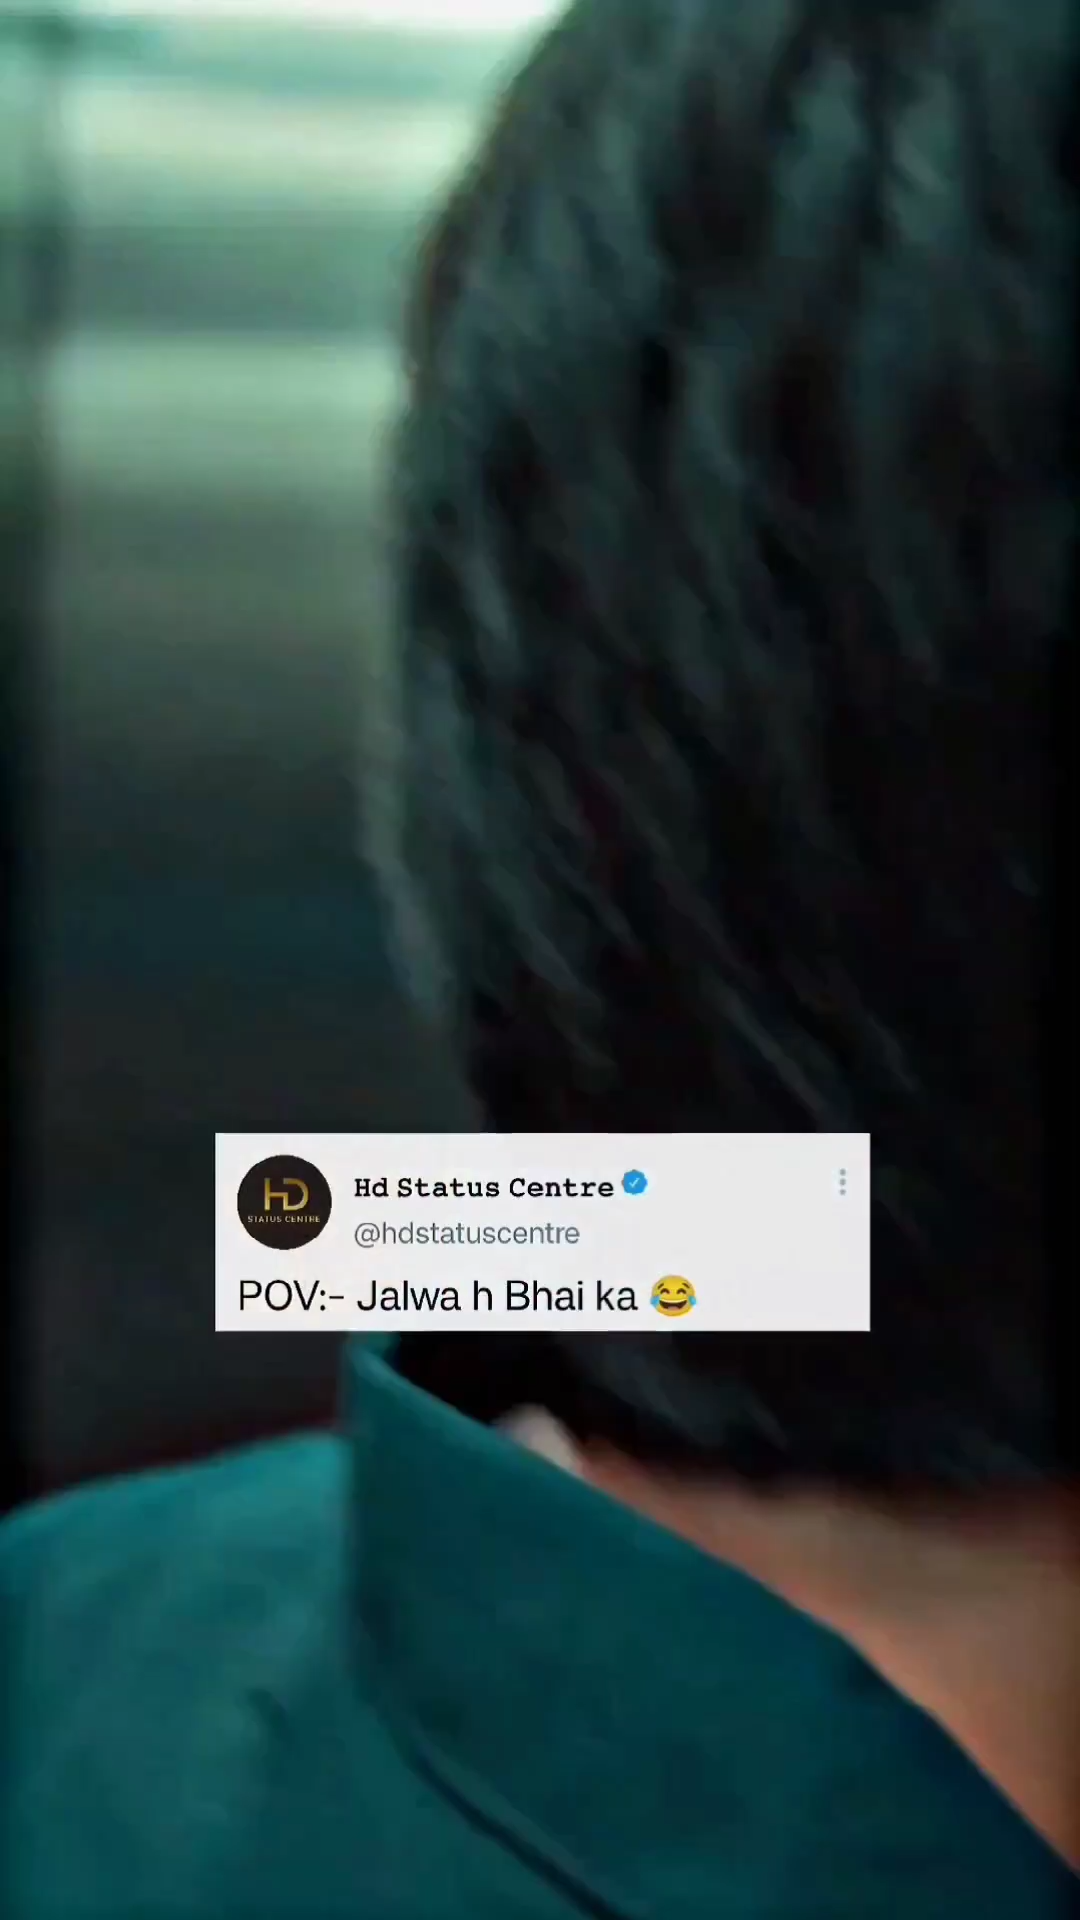 HD
STATUS CENTRE
Hd Status Centre
@hdstatuscentre
POV:- Jalwa h Bhai ka 😂